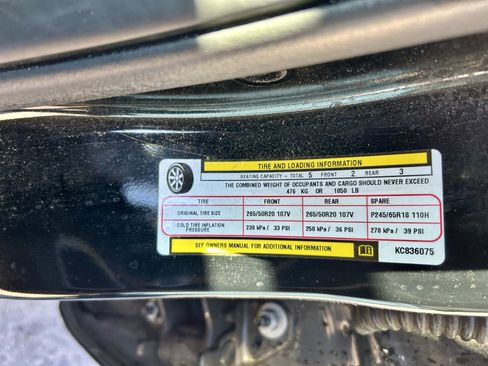 TIRE AND LOADING INFORMATION
SEATING CAPACITY - TOTAL 5 FRONT 2 REAR 3
THE COMBINED WEIGHT OF OCCUPANTS AND CARGO SHOULD NEVER EXCEED
476 KG OR 1050 LB
TIRE FRONT REAR SPARE
ORIGINAL TIRE SIZE 265/50R20 107V 265/50R20 107V P245/65R18 110H
COLD TIRE INFLATION PRESSURE 230 kPa / 33 PSI 250 kPa / 36 PSI 270 kPa / 39 PSI
SEE OWNERS MANUAL FOR ADDITIONAL INFORMATION KC836075